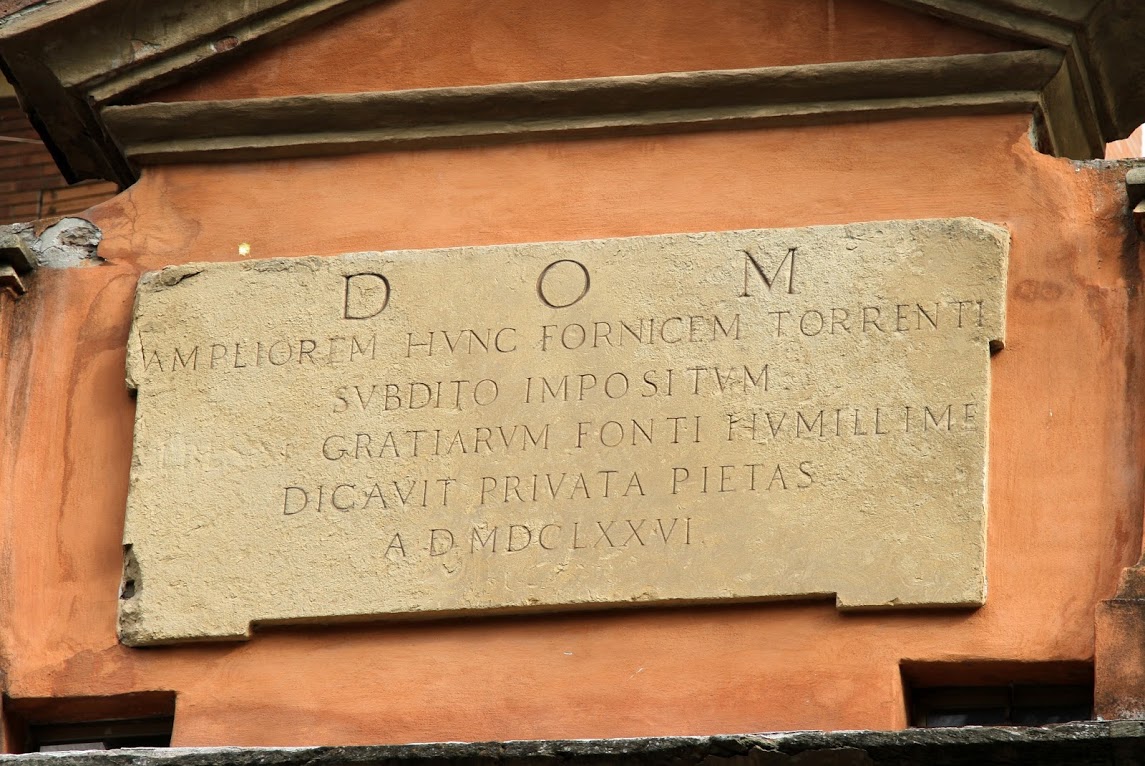 D O M
AMPLIOREM HVNC FORNICEM TORRENTI
SVBDITO IMPOSITVM
GRATIARVM FONTI HVMILLIME
DICAVIT PRIVATA PIETAS
A D MDCLXXVI